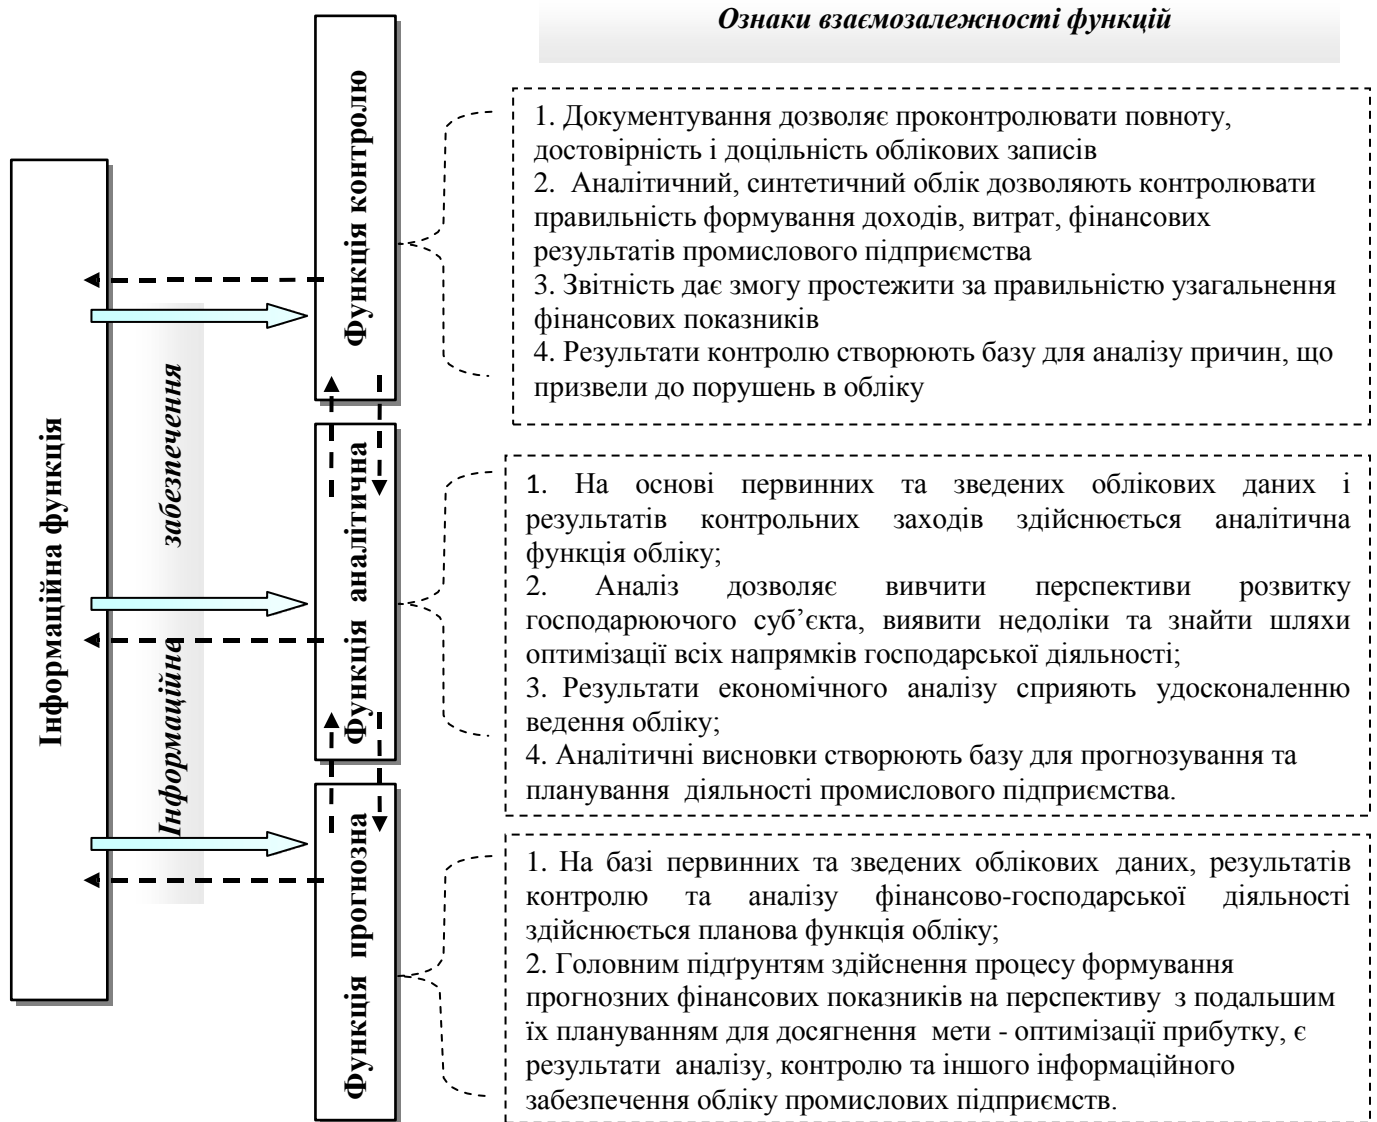 Ознаки взаємозалежності функцій
Інформаційна функція
Інформаційне забезпечення
Функція контролю
1. Документування дозволяє проконтролювати повноту,
достовірність і доцільність облікових записів
2. Аналітичний, синтетичний облік дозволяють контролювати
правильність формування доходів, витрат, фінансових
результатів промислового підприємства
3. Звітність дає змогу простежити за правильністю узагальнення
фінансових показників
4. Результати контролю створюють базу для аналізу причин, що
призвели до порушень в обліку
Функція аналітична
1. На основі первинних та зведених облікових даних і
результатів контрольних заходів здійснюється аналітична
функція обліку;
2. Аналіз дозволяє вивчити перспективи розвитку
господарюючого суб’єкта, виявити недоліки та знайти шляхи
оптимізації всіх напрямків господарської діяльності;
3. Результати економічного аналізу сприяють удосконаленню
ведення обліку;
4. Аналітичні висновки створюють базу для прогнозування та
планування діяльності промислового підприємства.
Функція прогнозна
1. На базі первинних та зведених облікових даних, результатів
контролю та аналізу фінансово-господарської діяльності
здійснюється планова функція обліку;
2. Головним підґрунтям здійснення процесу формування
прогнозних фінансових показників на перспективу з подальшим
їх плануванням для досягнення мети - оптимізації прибутку, є
результати аналізу, контролю та іншого інформаційного
забезпечення обліку промислових підприємств.